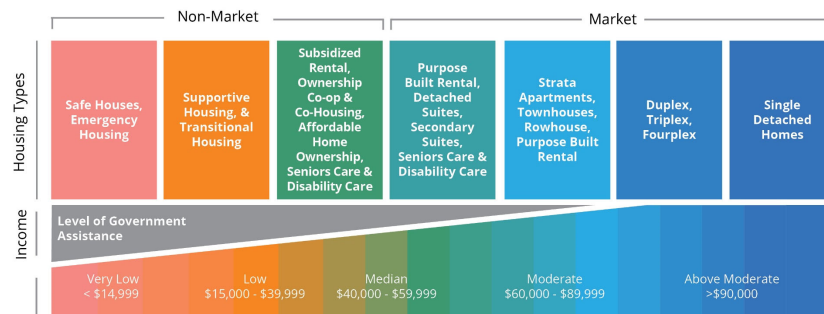 Non-Market
Market
Housing Types
Safe Houses,
Emergency
Housing
Supportive
Housing, &
Transitional
Housing
Subsidized
Rental,
Ownership
Co-op &
Co-Housing,
Affordable
Home
Ownership,
Seniors Care &
Disability Care
Purpose
Built Rental,
Detached
Suites,
Secondary
Suites,
Seniors Care &
Disability Care
Strata
Apartments,
Townhouses,
Rowhouse,
Purpose Built
Rental
Duplex,
Triplex,
Fourplex
Single
Detached
Homes
Income
Level of Government
Assistance
Very Low
< $14,999
Low
$15,000 - $39,999
Median
$40,000 - $59,999
Moderate
$60,000 - $89,999
Above Moderate
>$90,000